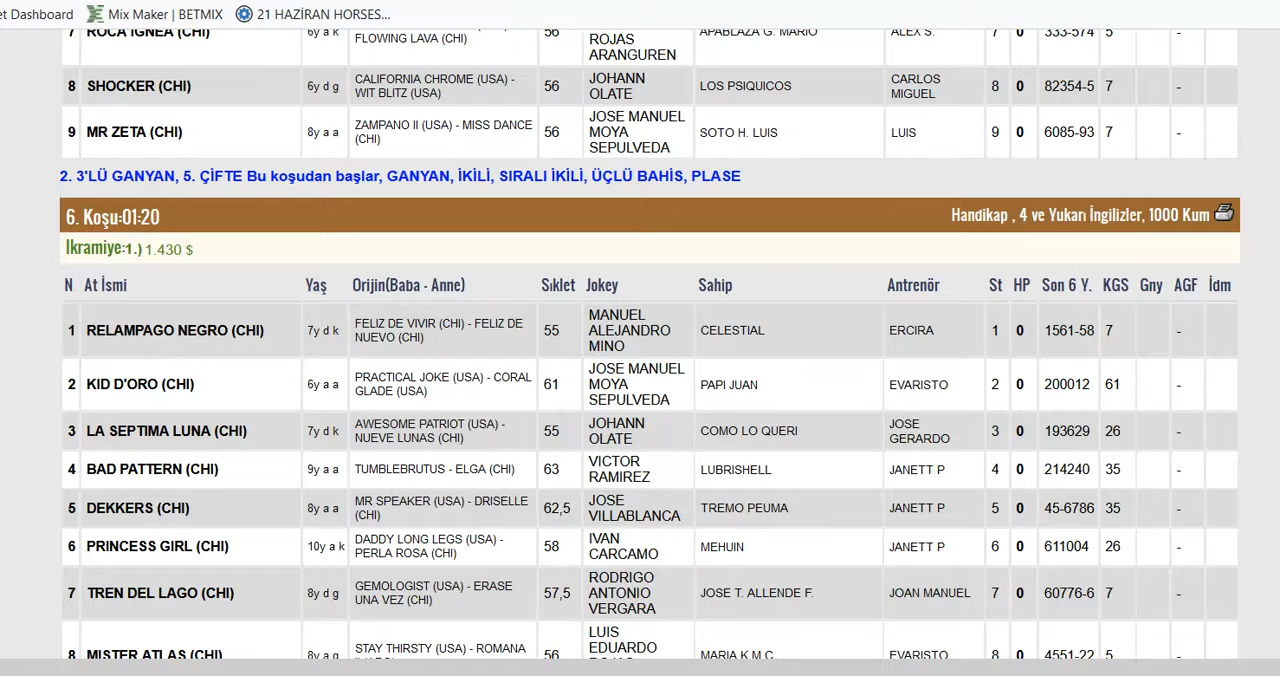 et Dashboard Mix Maker | BETMIX 21 HAZİRAN HORSES...
7 ROCA IGNEA (CHI) 6y a k FLOWING LAVA (CHI) 56 ROJAS ARANGUREN APABLAZA G. MARIO ALEX S. 7 0 333-574 5 -
8 SHOCKER (CHI) 6y d g CALIFORNIA CHROME (USA) - WIT BLITZ (USA) 56 JOHANN OLATE LOS PSIQUICOS CARLOS MIGUEL 8 0 82354-5 7 -
9 MR ZETA (CHI) 8y a a ZAMPANO II (USA) - MISS DANCE (CHI) 56 JOSE MANUEL MOYA SEPULVEDA SOTO H. LUIS LUIS 9 0 6085-93 7 -
2. 3'LÜ GANYAN, 5. ÇİFTE Bu koşudan başlar, GANYAN, İKİLİ, SIRALI İKİLİ, ÜÇLÜ BAHİS, PLASE
6. Koşu:01:20 Handikap , 4 ve Yukarı İngilizler, 1000 Kum
Ikramiye:1.) 1.430 $
N At İsmi Yaş Orijin(Baba - Anne) Sıklet Jokey Sahip Antrenör St HP Son 6 Y. KGS Gny AGF İdm
1 RELAMPAGO NEGRO (CHI) 7y d k FELIZ DE VIVIR (CHI) - FELIZ DE NUEVO (CHI) 55 MANUEL ALEJANDRO MINO CELESTIAL ERCIRA 1 0 1561-58 7 -
2 KID D'ORO (CHI) 6y a a PRACTICAL JOKE (USA) - CORAL GLADE (USA) 61 JOSE MANUEL MOYA SEPULVEDA PAPI JUAN EVARISTO 2 0 200012 61 -
3 LA SEPTIMA LUNA (CHI) 7y d k AWESOME PATRIOT (USA) - NUEVE LUNAS (CHI) 55 JOHANN OLATE COMO LO QUERI JOSE GERARDO 3 0 193629 26 -
4 BAD PATTERN (CHI) 9y a a TUMBLEBRUTUS - ELGA (CHI) 63 VICTOR RAMIREZ LUBRISHELL JANETT P 4 0 214240 35 -
5 DEKKERS (CHI) 8y a a MR SPEAKER (USA) - DRISELLE (CHI) 62,5 JOSE VILLABLANCA TREMO PEUMA JANETT P 5 0 45-6786 35 -
6 PRINCESS GIRL (CHI) 10y a k DADDY LONG LEGS (USA) - PERLA ROSA (CHI) 58 IVAN CARCAMO MEHUIN JANETT P 6 0 611004 26 -
7 TREN DEL LAGO (CHI) 8y d g GEMOLOGIST (USA) - ERASE UNA VEZ (CHI) 57,5 RODRIGO ANTONIO VERGARA JOSE T. ALLENDE F. JOAN MANUEL 7 0 60776-6 7 -
8 MISTER ATLAS (CHI) 8y a g STAY THIRSTY (USA) - ROMANA 56 LUIS EDUARDO MARIA K M C EVARISTO 8 0 4551-22 5 -